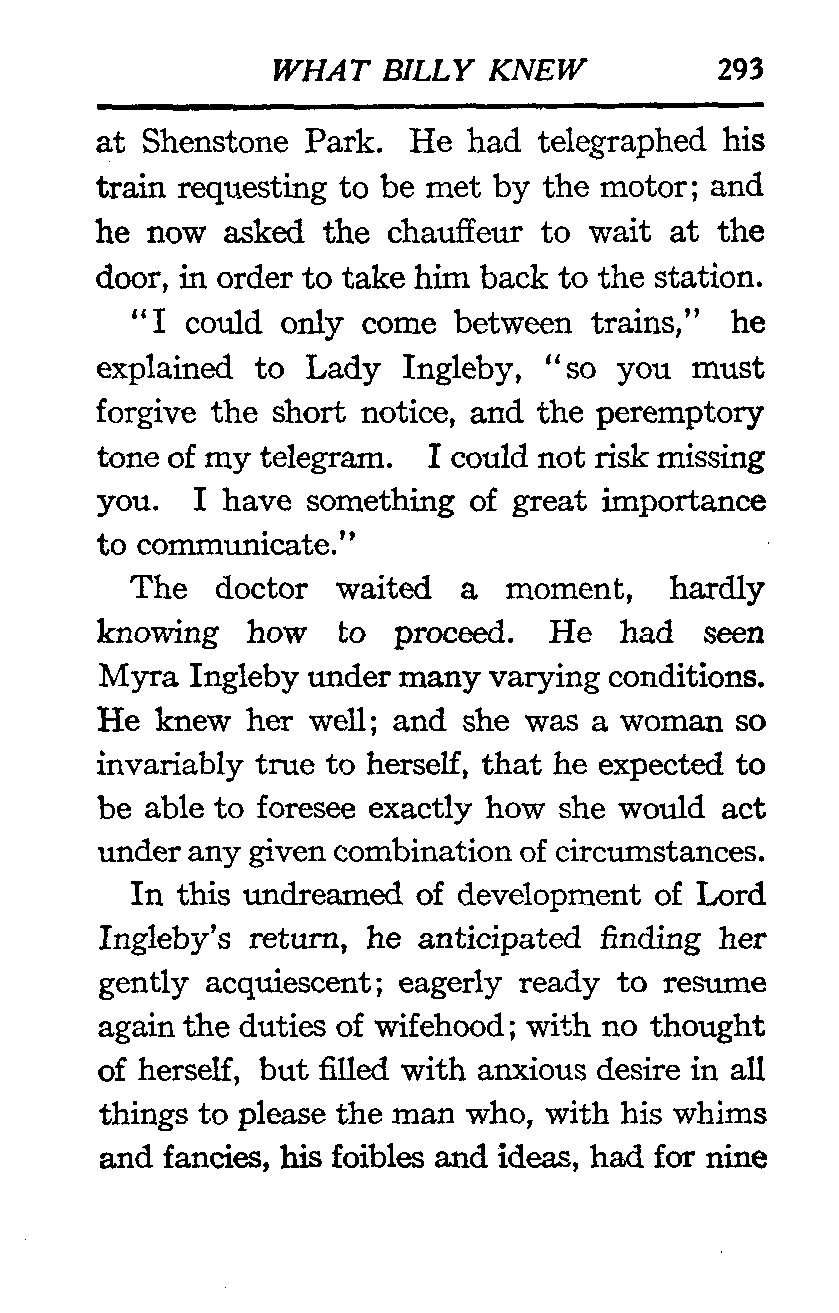 WHAT BILLY KNEW 293
at Shenstone Park. He had telegraphed his
train requesting to be met by the motor; and
he now asked the chauffeur to wait at the
door, in order to take him back to the station.
"I could only come between trains," he
explained to Lady Ingleby, "so you must
forgive the short notice, and the peremptory
tone of my telegram. I could not risk missing
you. I have something of great importance
to communicate."
The doctor waited a moment, hardly
knowing how to proceed. He had seen
Myra Ingleby under many varying conditions.
He knew her well; and she was a woman so
invariably true to herself, that he expected to
be able to foresee exactly how she would act
under any given combination of circumstances.
In this undreamed of development of Lord
Ingleby's return, he anticipated finding her
gently acquiescent; eagerly ready to resume
again the duties of wifehood; with no thought
of herself, but filled with anxious desire in all
things to please the man who, with his whims
and fancies, his foibles and ideas, had for nine